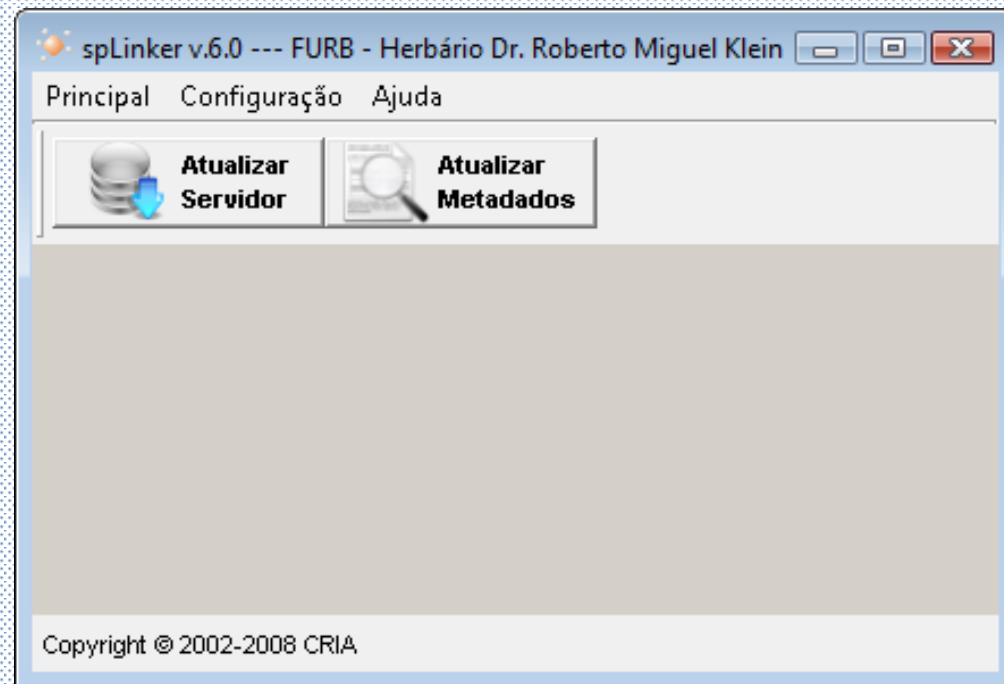 spLinker v.6.0 --- FURB - Herbário Dr. Roberto Miguel Klein
Principal Configuração Ajuda
Atualizar
Servidor
Atualizar
Metadados
Copyright © 2002-2008 CRIA